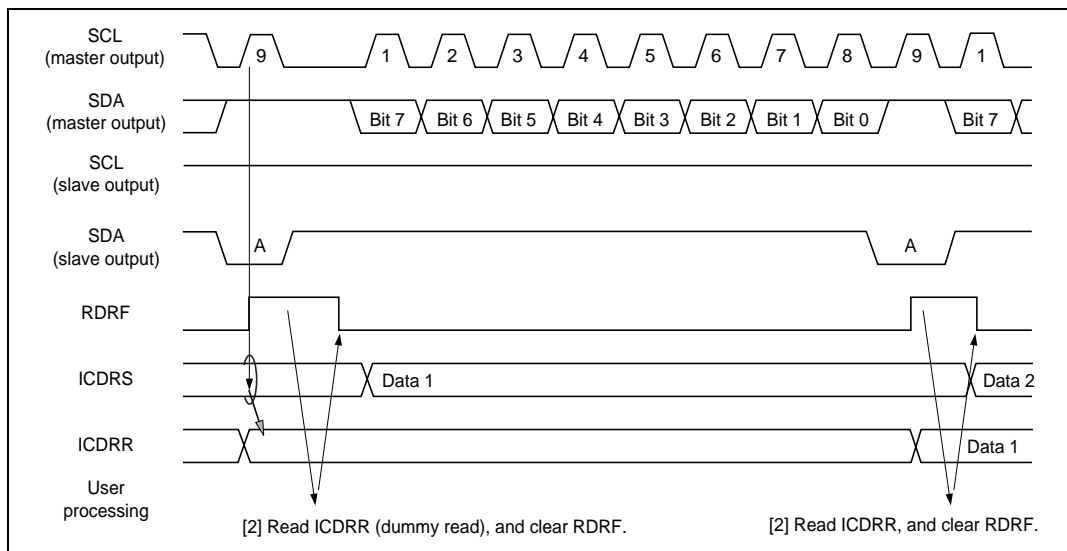 SCL
(master output)
9 1 2 3 4 5 6 7 8 9 1
SDA
(master output)
Bit 7 Bit 6 Bit 5 Bit 4 Bit 3 Bit 2 Bit 1 Bit 0 Bit 7
SCL
(slave output)
SDA
(slave output)
A A
RDRF
ICDRS
Data 1 Data 2
ICDRR
Data 1
User
processing
[2] Read ICDRR (dummy read), and clear RDRF. [2] Read ICDRR, and clear RDRF.